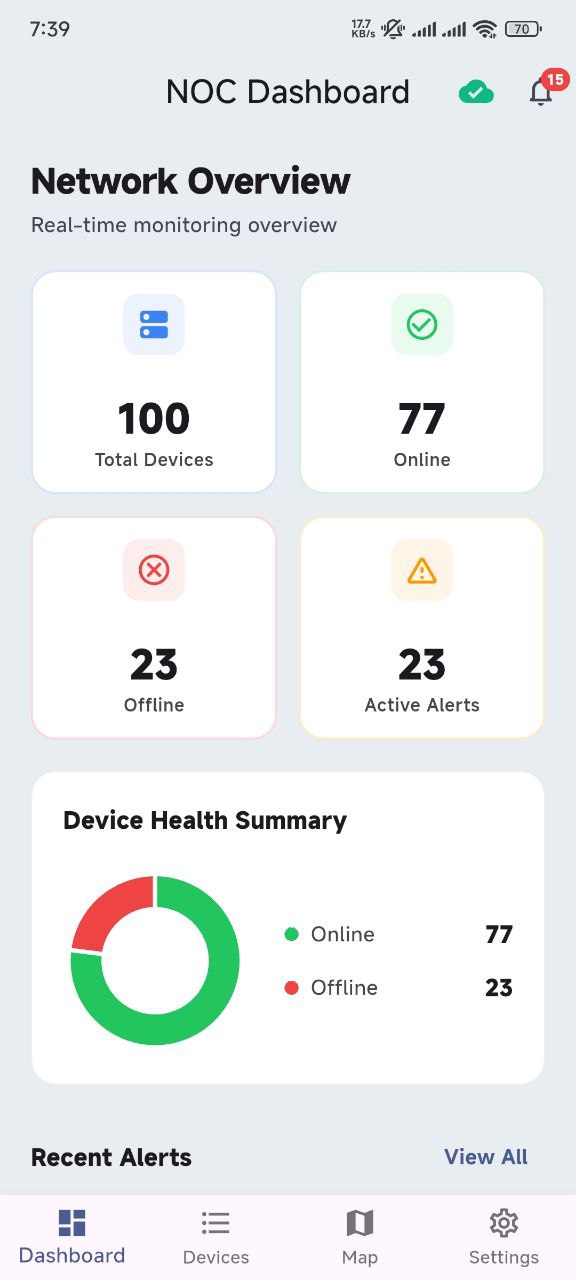 7:39
17.7
KB/s
70
NOC Dashboard
15
Network Overview
Real-time monitoring overview
100
Total Devices
77
Online
23
Offline
23
Active Alerts
Device Health Summary
Online 77
Offline 23
Recent Alerts View All
Dashboard Devices Map Settings